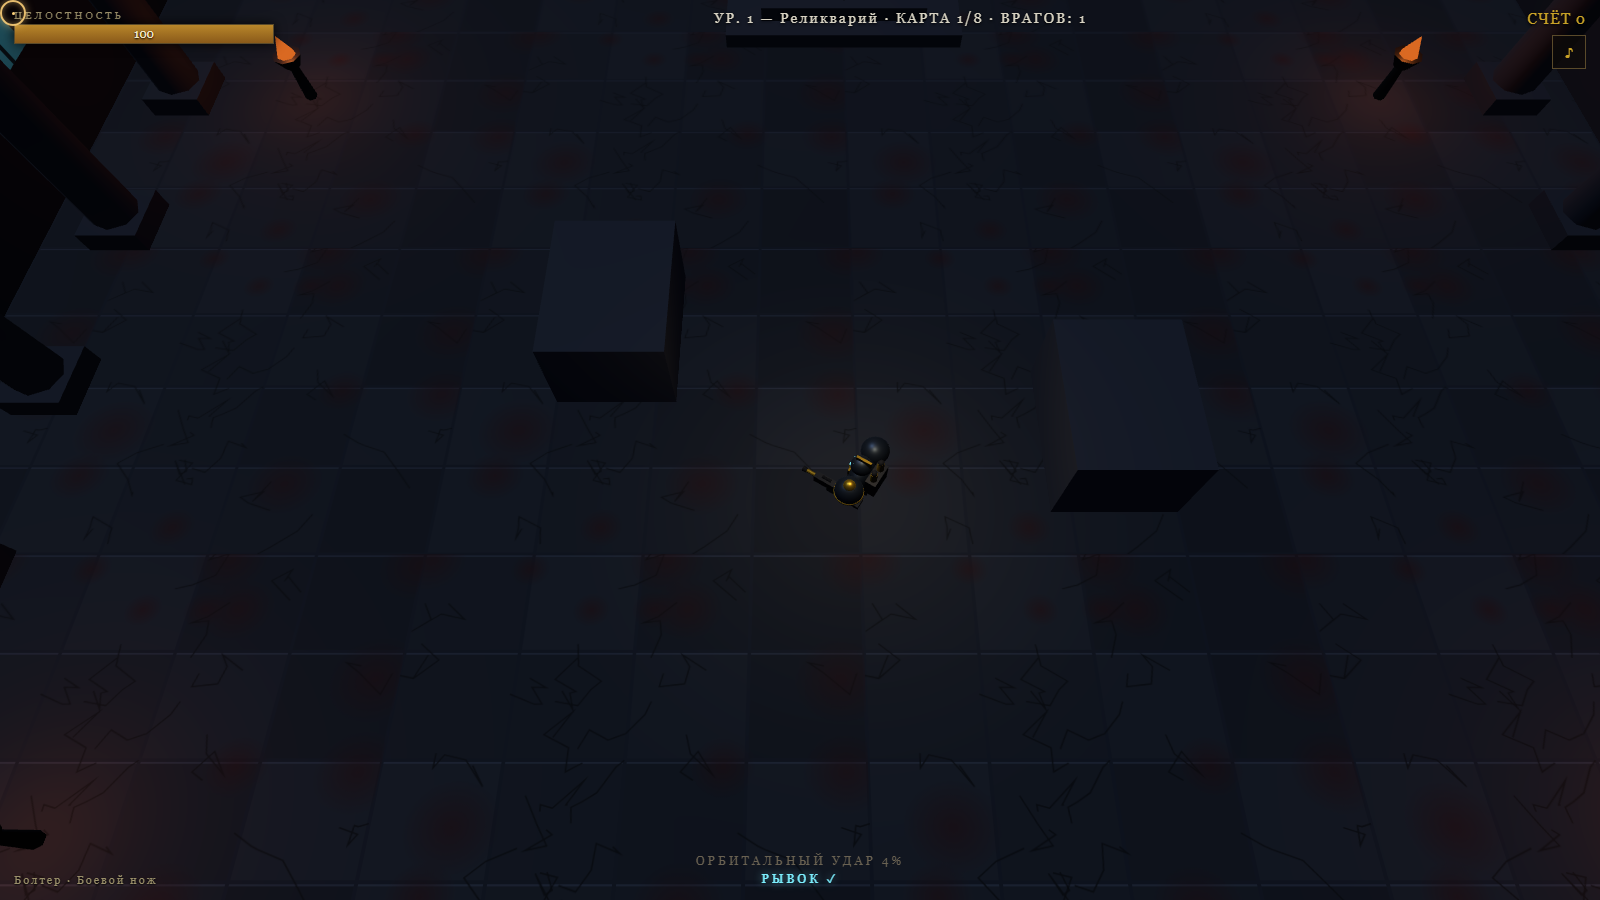 ЦЕЛОСТНОСТЬ
100
УР. 1 — Реликварий · КАРТА 1/8 · ВРАГОВ: 1
СЧЁТ 0
♪
ОРБИТАЛЬНЫЙ УДАР 4%
РЫВОК ✓
Болтер · Боевой нож